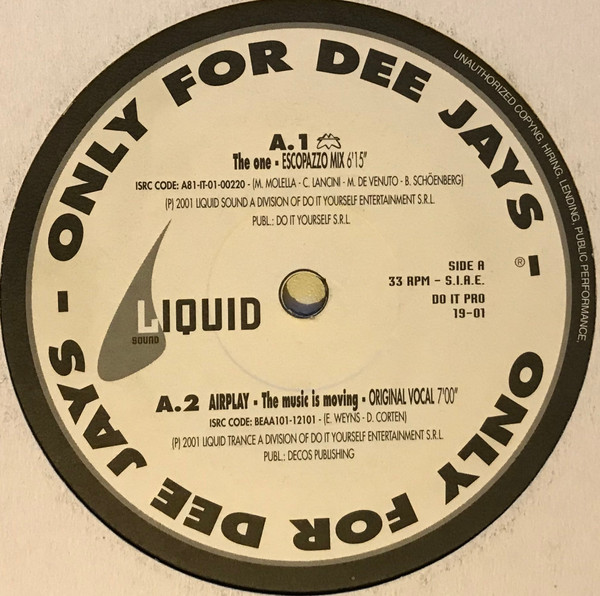 ONLY FOR DEE JAYS -
ONLY FOR DEE JAYS -
UNAUTHORIZED COPYNG, HIRING, LENDING, PUBLIC PERFORMANCE,
A.1
The one - ESCOPAZZO MIX 6'15"
ISRC CODE: A81-IT-01-00220 - (M. MOLELLA - C. LANCINI - M. DE VENUTO - B. SCHÖENBERG)
(P) 2001 LIQUID SOUND A DIVISION OF DO IT YOURSELF ENTERTAINMENT S.R.L.
PUBL.: DO IT YOURSELF S.R.L.
®
SIDE A
33 RPM - S.I.A.E.
DO IT PRO
19-01
LIQUID
SOUND
A.2 AIRPLAY - The music is moving - ORIGINAL VOCAL 7'00"
ISRC CODE: BEAA101-12101 - (E. WEYNS - D. CORTEN)
(P) 2001 LIQUID TRANCE A DIVISION OF DO IT YOURSELF ENTERTAINMENT S.R.L.
PUBL.: DECOS PUBLISHING